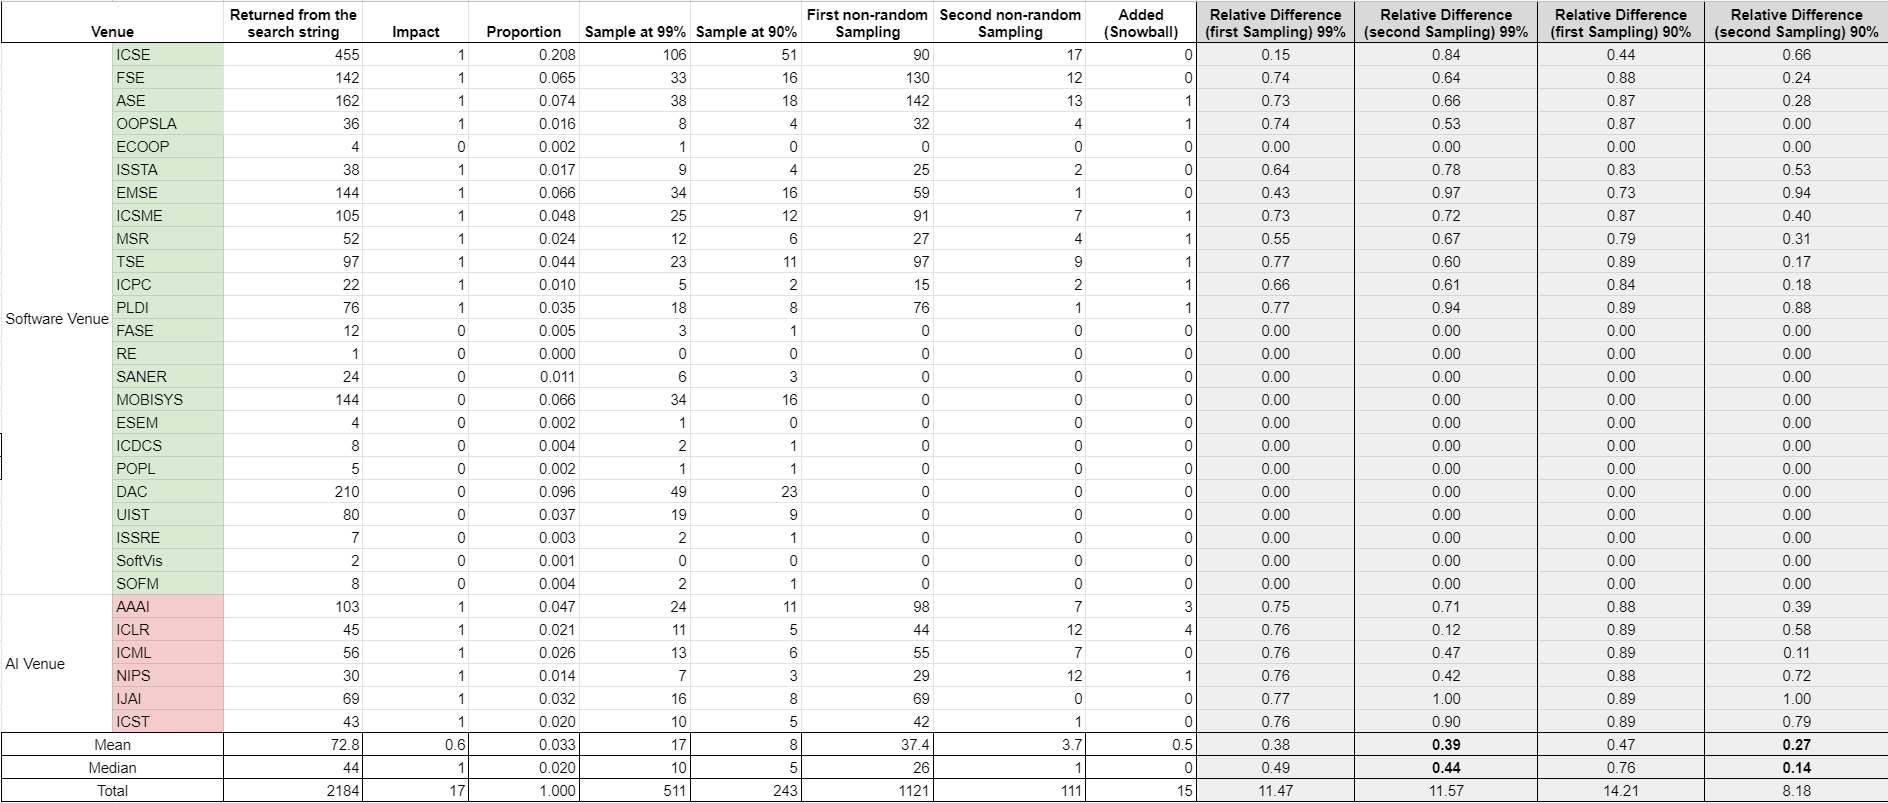 Venue Returned from the search string Impact Proportion Sample at 99% Sample at 90% First non-random Sampling Second non-random Sampling Added (Snowball) Relative Difference (first Sampling) 99% Relative Difference (second Sampling) 99% Relative Difference (first Sampling) 90% Relative Difference (second Sampling) 90%
Software Venue
ICSE 455 1 0.208 106 51 90 17 0 0.15 0.84 0.44 0.66
FSE 142 1 0.065 33 16 130 12 0 0.74 0.64 0.88 0.24
ASE 162 1 0.074 38 18 142 13 1 0.73 0.66 0.87 0.28
OOPSLA 36 1 0.016 8 4 32 4 1 0.74 0.53 0.87 0.00
ECOOP 4 0 0.002 1 0 0 0 0 0.00 0.00 0.00 0.00
ISSTA 38 1 0.017 9 4 25 2 0 0.64 0.78 0.83 0.53
EMSE 144 1 0.066 34 16 59 1 0 0.43 0.97 0.73 0.94
ICSME 105 1 0.048 25 12 91 7 1 0.73 0.72 0.87 0.40
MSR 52 1 0.024 12 6 27 4 1 0.55 0.67 0.79 0.31
TSE 97 1 0.044 23 11 97 9 1 0.77 0.60 0.89 0.17
ICPC 22 1 0.010 5 2 15 2 1 0.66 0.61 0.84 0.18
PLDI 76 1 0.035 18 8 76 1 1 0.77 0.94 0.89 0.88
FASE 12 0 0.005 3 1 0 0 0 0.00 0.00 0.00 0.00
RE 1 0 0.000 0 0 0 0 0 0.00 0.00 0.00 0.00
SANER 24 0 0.011 6 3 0 0 0 0.00 0.00 0.00 0.00
MOBISYS 144 0 0.066 34 16 0 0 0 0.00 0.00 0.00 0.00
ESEM 4 0 0.002 1 0 0 0 0 0.00 0.00 0.00 0.00
ICDCS 8 0 0.004 2 1 0 0 0 0.00 0.00 0.00 0.00
POPL 5 0 0.002 1 1 0 0 0 0.00 0.00 0.00 0.00
DAC 210 0 0.096 49 23 0 0 0 0.00 0.00 0.00 0.00
UIST 80 0 0.037 19 9 0 0 0 0.00 0.00 0.00 0.00
ISSRE 7 0 0.003 2 1 0 0 0 0.00 0.00 0.00 0.00
SoftVis 2 0 0.001 0 0 0 0 0 0.00 0.00 0.00 0.00
SOFM 8 0 0.004 2 1 0 0 0 0.00 0.00 0.00 0.00
AI Venue
AAAI 103 1 0.047 24 11 98 7 3 0.75 0.71 0.88 0.39
ICLR 45 1 0.021 11 5 44 12 4 0.76 0.12 0.89 0.58
ICML 56 1 0.026 13 6 55 7 0 0.76 0.47 0.89 0.11
NIPS 30 1 0.014 7 3 29 12 1 0.76 0.42 0.88 0.72
IJAI 69 1 0.032 16 8 69 0 0 0.77 1.00 0.89 1.00
ICST 43 1 0.020 10 5 42 1 0 0.76 0.90 0.89 0.79
Mean 72.8 0.6 0.033 17 8 37.4 3.7 0.5 0.38 0.39 0.47 0.27
Median 44 1 0.020 10 5 26 1 0 0.49 0.44 0.76 0.14
Total 2184 17 1.000 511 243 1121 111 15 11.47 11.57 14.21 8.18